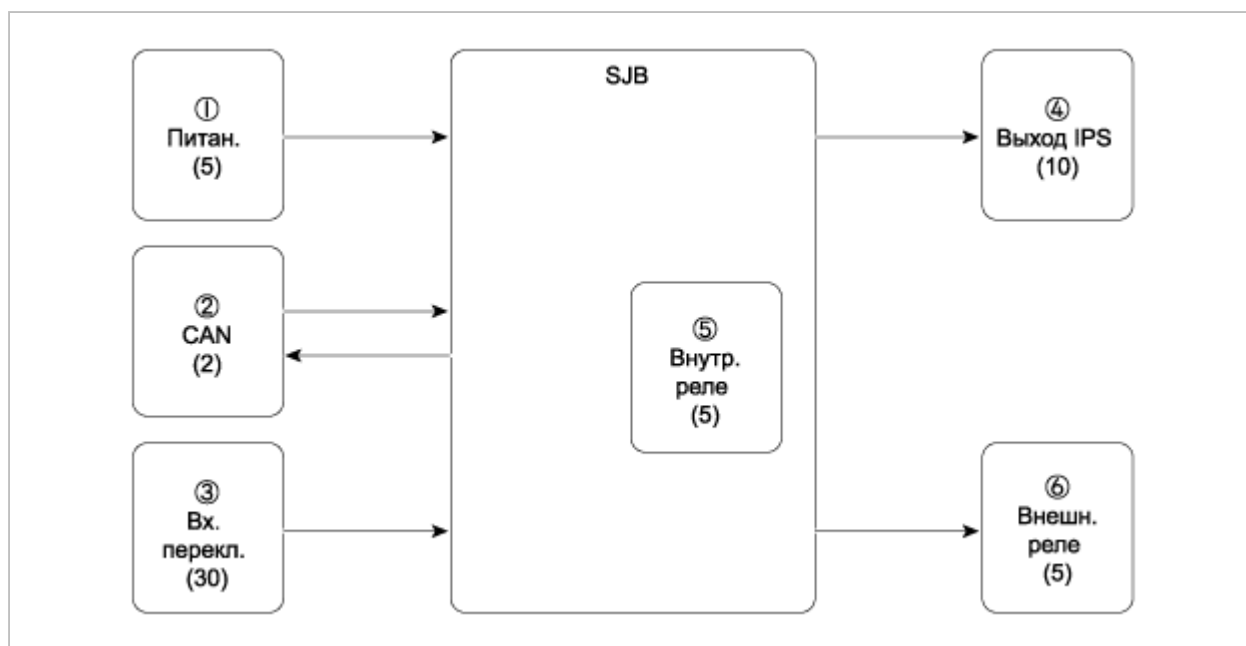 SJB
①
Питан.
(5)
②
CAN
(2)
③
Вх.
перекл.
(30)
④
Выход IPS
(10)
⑤
Внутр.
реле
(5)
⑥
Внешн.
реле
(5)